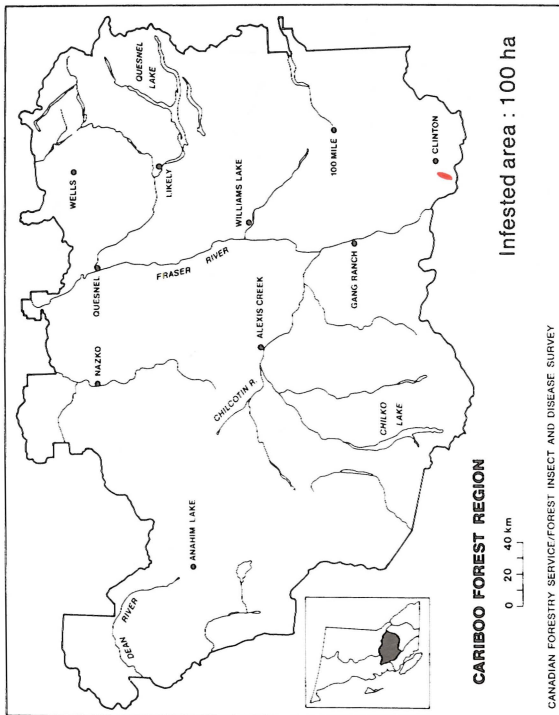 WELLS
QUESNEL
LAKE
LIKELY
QUESNEL
NAZKO
FRASER RIVER
WILLIAMS LAKE
100 MILE
ANAHIM LAKE
DEAN RIVER
CHILCOTIN R.
ALEXIS CREEK
GANG RANCH
CLINTON
CHILKO
LAKE
CARIBOO FOREST REGION
0 20 40 km
Infested area : 100 ha
CANADIAN FORESTRY SERVICE/FOREST INSECT AND DISEASE SURVEY